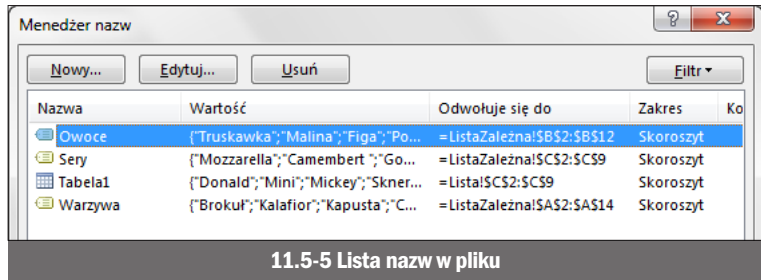 Menedżer nazw
Nowy... Edytuj... Usuń Filtr
Nazwa Wartość Odwołuje się do Zakres Ko
Owoce {"Truskawka";"Malina";"Figa";"Po... =ListaZależna!$B$2:$B$12 Skoroszyt
Sery {"Mozzarella";"Camembert ";"Go... =ListaZależna!$C$2:$C$9 Skoroszyt
Tabela1 {"Donald";"Mini";"Mickey";"Skner... =Lista!$C$2:$C$9 Skoroszyt
Warzywa {"Brokuł";"Kalafior";"Kapusta";"C... =ListaZależna!$A$2:$A$14 Skoroszyt
11.5-5 Lista nazw w pliku